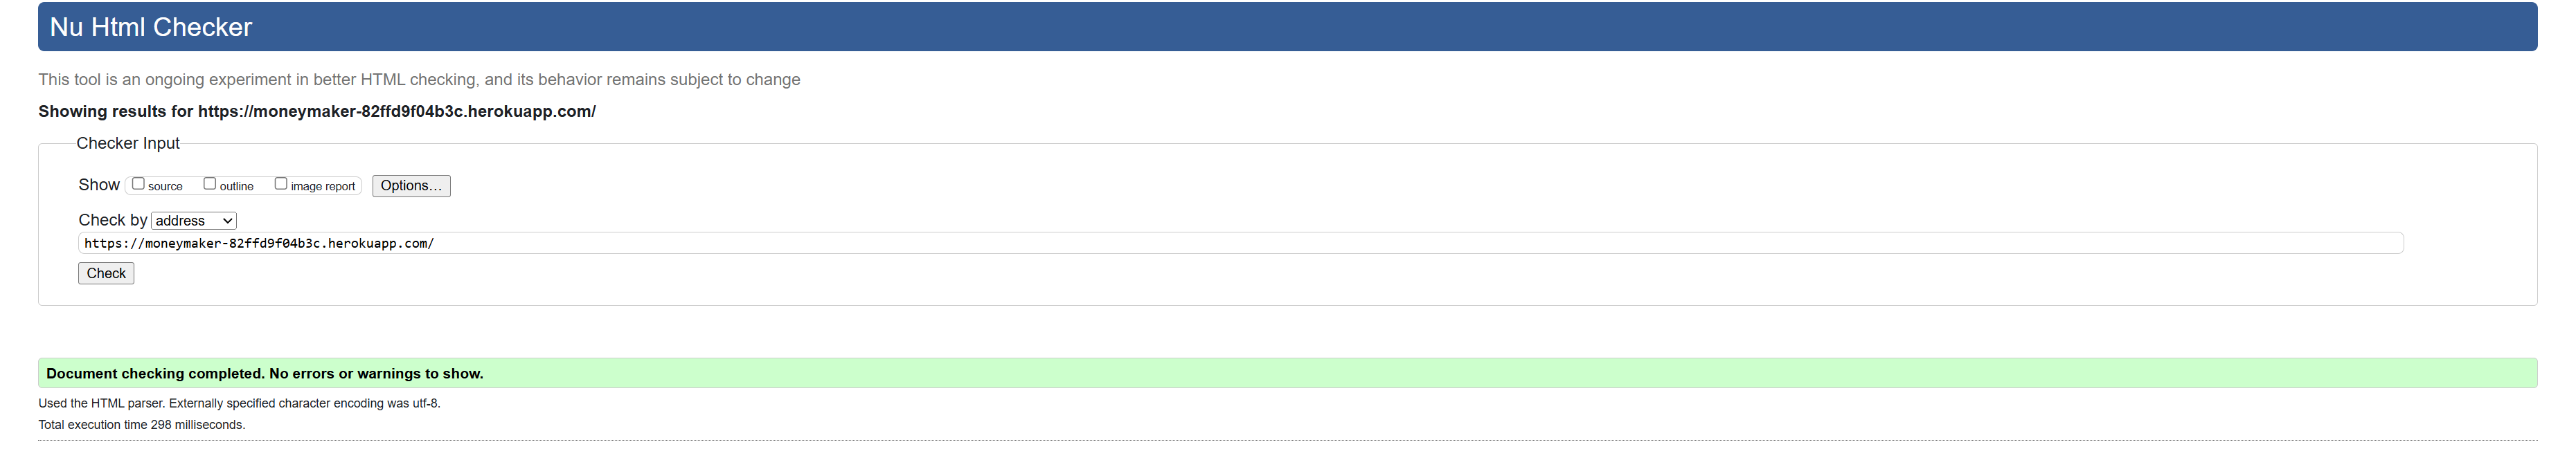 Nu Html Checker
This tool is an ongoing experiment in better HTML checking, and its behavior remains subject to change
Showing results for https://moneymaker-82ffd9f04b3c.herokuapp.com/
Checker Input
Show source outline image report Options...
Check by address
https://moneymaker-82ffd9f04b3c.herokuapp.com/
Check
Document checking completed. No errors or warnings to show.
Used the HTML parser. Externally specified character encoding was utf-8.
Total execution time 298 milliseconds.